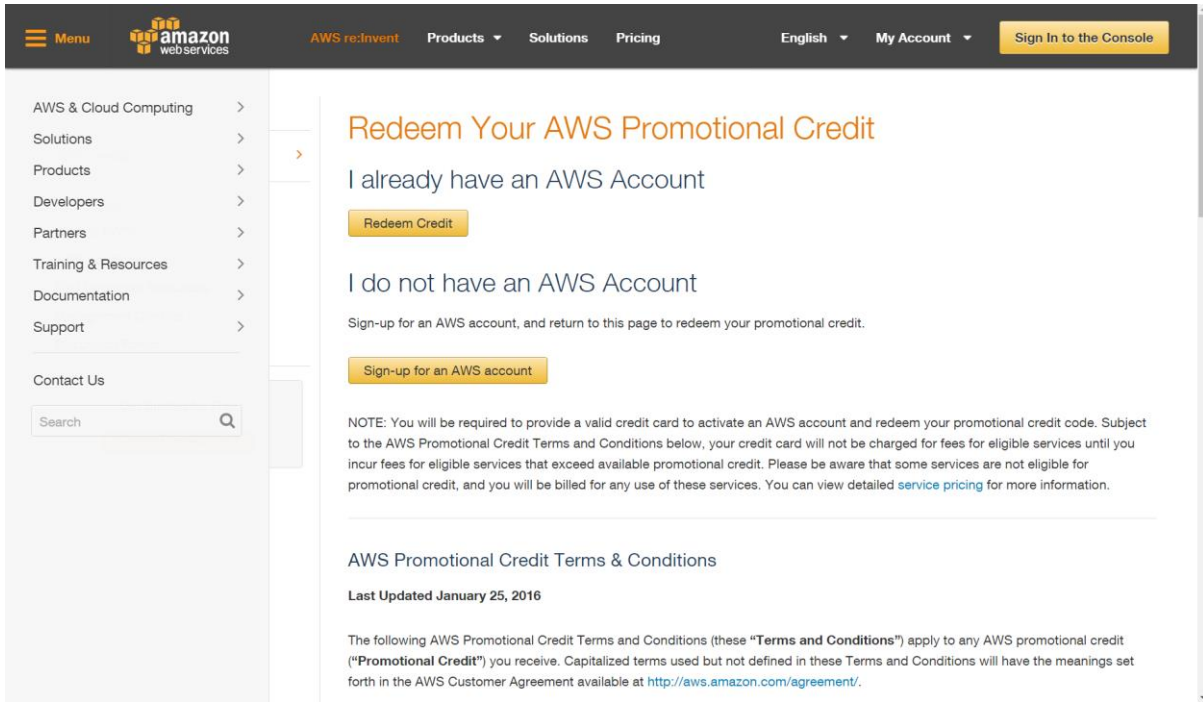 Menu
amazon
webservices
AWS re:Invent
Products
Solutions
Pricing
English
My Account
Sign In to the Console
AWS & Cloud Computing
Solutions
Products
Developers
Partners
Training & Resources
Documentation
Support
Contact Us
Search
Redeem Your AWS Promotional Credit
I already have an AWS Account
Redeem Credit
I do not have an AWS Account
Sign-up for an AWS account, and return to this page to redeem your promotional credit.
Sign-up for an AWS account
NOTE: You will be required to provide a valid credit card to activate an AWS account and redeem your promotional credit code. Subject
to the AWS Promotional Credit Terms and Conditions below, your credit card will not be charged for fees for eligible services until you
incur fees for eligible services that exceed available promotional credit. Please be aware that some services are not eligible for
promotional credit, and you will be billed for any use of these services. You can view detailed service pricing for more information.
AWS Promotional Credit Terms & Conditions
Last Updated January 25, 2016
The following AWS Promotional Credit Terms and Conditions (these “Terms and Conditions”) apply to any AWS promotional credit
(“Promotional Credit”) you receive. Capitalized terms used but not defined in these Terms and Conditions will have the meanings set
forth in the AWS Customer Agreement available at http://aws.amazon.com/agreement/.